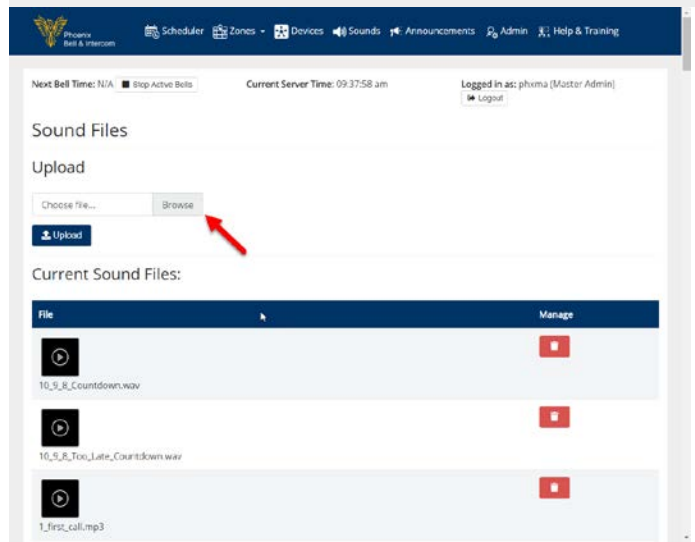 Phoenix
Bell & Intercom
Scheduler Zones Devices Sounds Announcements Admin Help & Training
Next Bell Time: N/A Stop Active Bells Current Server Time: 09:37:58 am Logged in as: phxma (Master Admin)
Logout
Sound Files
Upload
Choose file... Browse
Upload
Current Sound Files:
File Manage
10_9_8_Countdown.wav
10_9_8_Too_Late_Countdown.wav
1_first_call.mp3